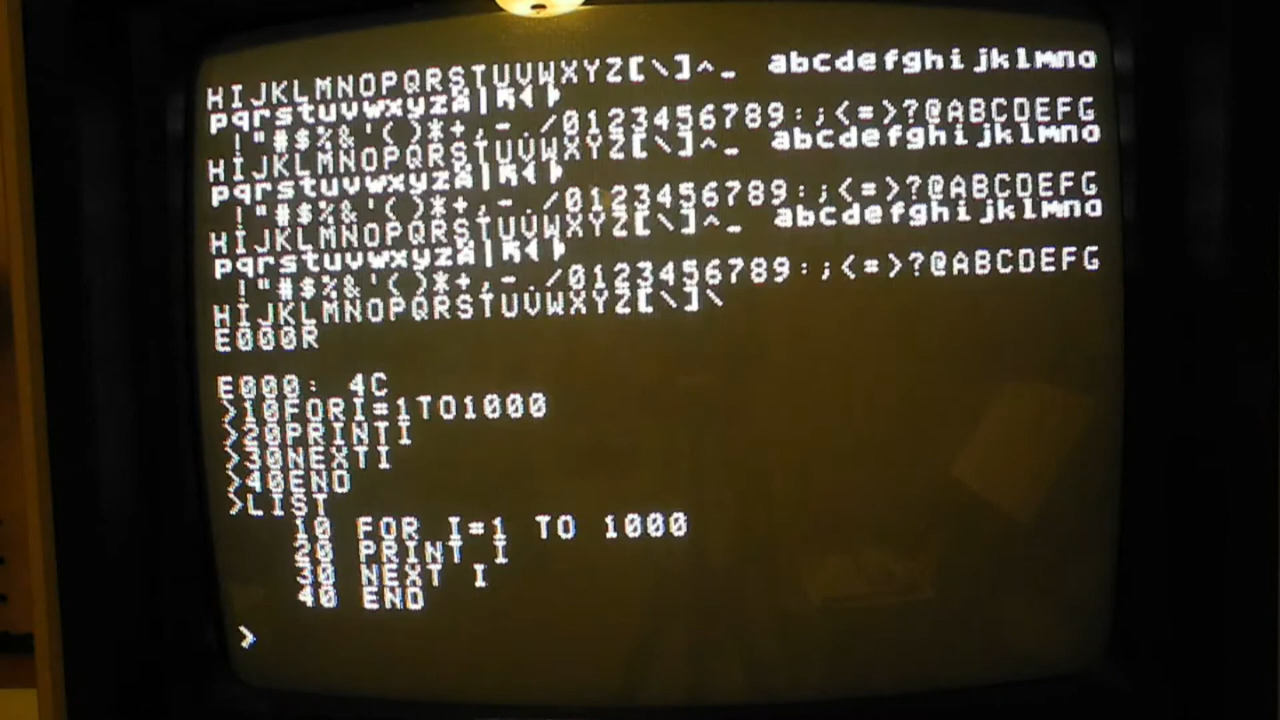 HIJKLMNOPQRSTUVWXYZ[\]^_ abcdefghijklmno
pqrstuvwxyz
!"#$%&'()*+,-./0123456789:;<=>?@ABCDEFG
HIJKLMNOPQRSTUVWXYZ[\]^_ abcdefghijklmno
pqrstuvwxyz
!"#$%&'()*+,-./0123456789:;<=>?@ABCDEFG
HIJKLMNOPQRSTUVWXYZ[\]^_ abcdefghijklmno
pqrstuvwxyz
!"#$%&'()*+,-./0123456789:;<=>?@ABCDEFG
HIJKLMNOPQRSTUVWXYZ[\]\
E000R
E000: 4C
>10FORI=1TO1000
>20PRINTI
>30NEXTI
>40END
>LIST
10 FOR I=1 TO 1000
20 PRINT I
30 NEXT I
40 END
>